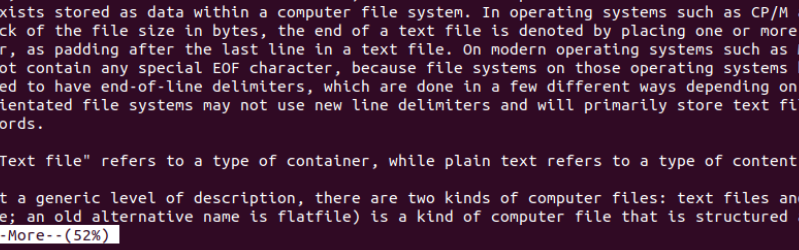 xists stored as data within a computer file system. In operating systems such as CP/M
ck of the file size in bytes, the end of a text file is denoted by placing one or more
r, as padding after the last line in a text file. On modern operating systems such as
ot contain any special EOF character, because file systems on those operating systems
ed to have end-of-line delimiters, which are done in a few different ways depending on
ientated file systems may not use new line delimiters and will primarily store text fil
ords.
Text file" refers to a type of container, while plain text refers to a type of content
t a generic level of description, there are two kinds of computer files: text files and
e; an old alternative name is flatfile) is a kind of computer file that is structured
-More--(52%)